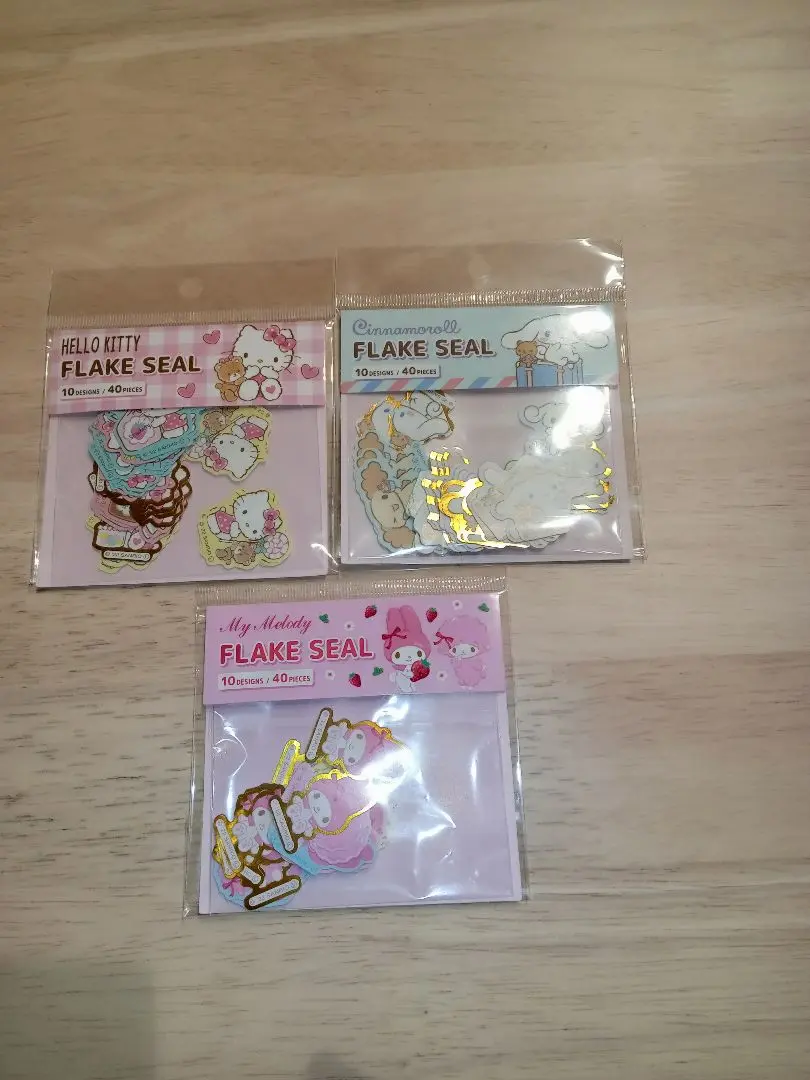 HELLO KITTY
FLAKE SEAL
10 DESIGNS / 40 PIECES
Cinnamoroll
FLAKE SEAL
10 DESIGNS / 40 PIECES
My Melody
FLAKE SEAL
10 DESIGNS / 40 PIECES